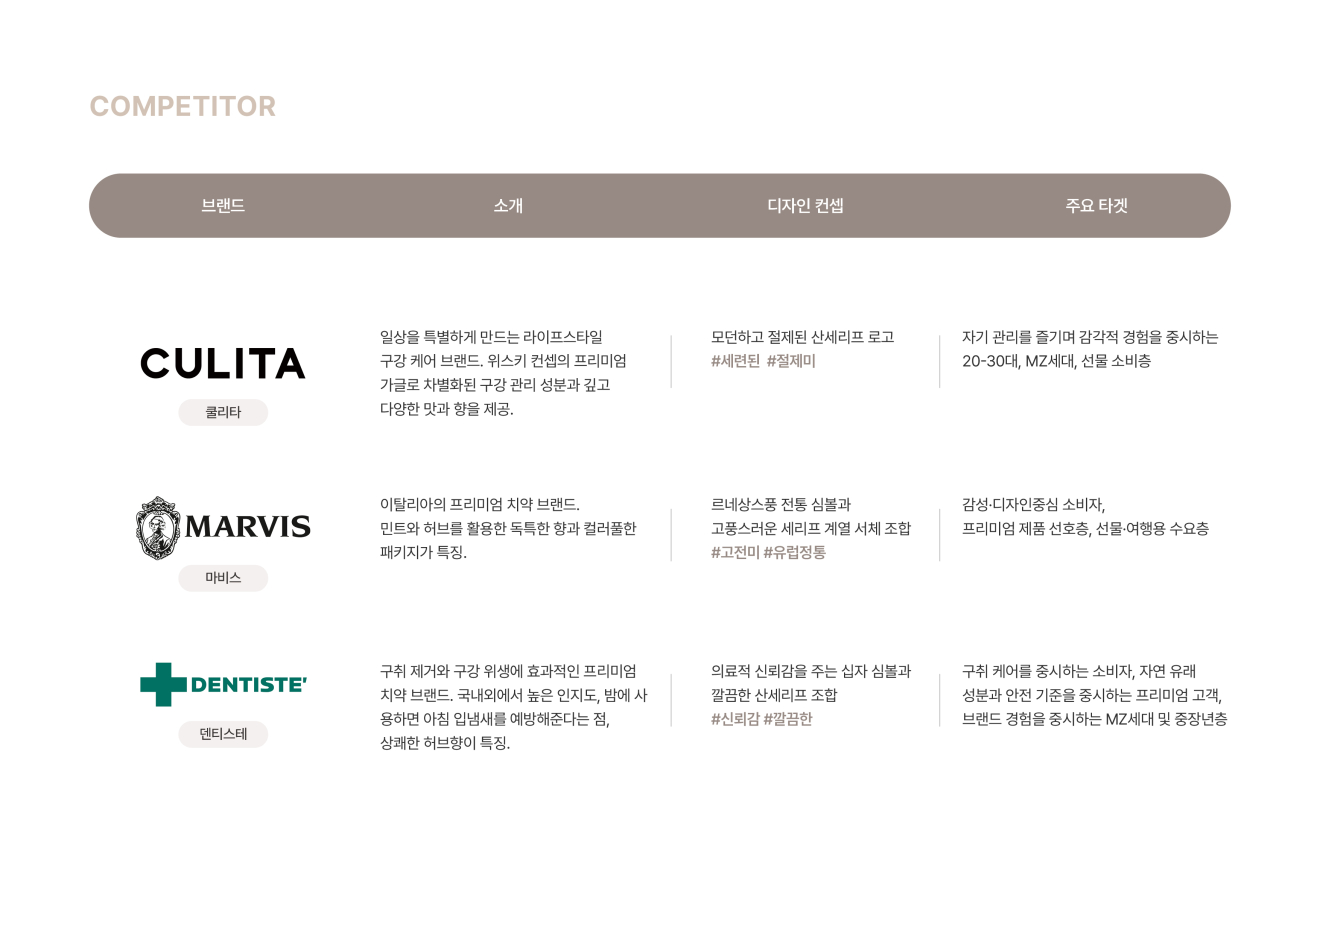 COMPETITOR
브랜드 소개 디자인 컨셉 주요 타겟
CULITA
쿨리타
일상을 특별하게 만드는 라이프스타일
구강 케어 브랜드. 위스키 컨셉의 프리미엄
가글로 차별화된 구강 관리 성분과 깊고
다양한 맛과 향을 제공.
모던하고 절제된 산세리프 로고
#세련된 #절제미
자기 관리를 즐기며 감각적 경험을 중시하는
20-30대, MZ세대, 선물 소비층
MARVIS
마비스
이탈리아의 프리미엄 치약 브랜드.
민트와 허브를 활용한 독특한 향과 컬러풀한
패키지가 특징.
르네상스풍 전통 심볼과
고풍스러운 세리프 계열 서체 조합
#고전미 #유럽정통
감성·디자인중심 소비자,
프리미엄 제품 선호층, 선물·여행용 수요층
DENTISTE'
덴티스테
구취 제거와 구강 위생에 효과적인 프리미엄
치약 브랜드. 국내외에서 높은 인지도, 밤에 사
용하면 아침 입냄새를 예방해준다는 점,
상쾌한 허브향이 특징.
의료적 신뢰감을 주는 십자 심볼과
깔끔한 산세리프 조합
#신뢰감 #깔끔한
구취 케어를 중시하는 소비자, 자연 유래
성분과 안전 기준을 중시하는 프리미엄 고객,
브랜드 경험을 중시하는 MZ세대 및 중장년층